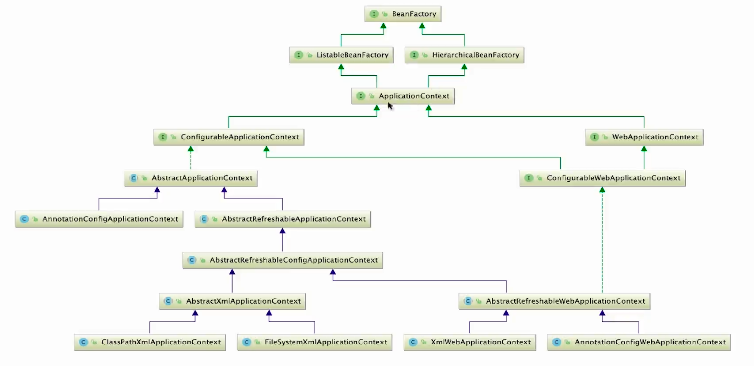 BeanFactory
ListableBeanFactory
HierarchicalBeanFactory
ApplicationContext
ConfigurableApplicationContext
WebApplicationContext
AbstractApplicationContext
ConfigurableWebApplicationContext
AnnotationConfigApplicationContext
AbstractRefreshableApplicationContext
AbstractRefreshableConfigApplicationContext
AbstractXmlApplicationContext
AbstractRefreshableWebApplicationContext
ClassPathXmlApplicationContext
FileSystemXmlApplicationContext
XmlWebApplicationContext
AnnotationConfigWebApplicationContext